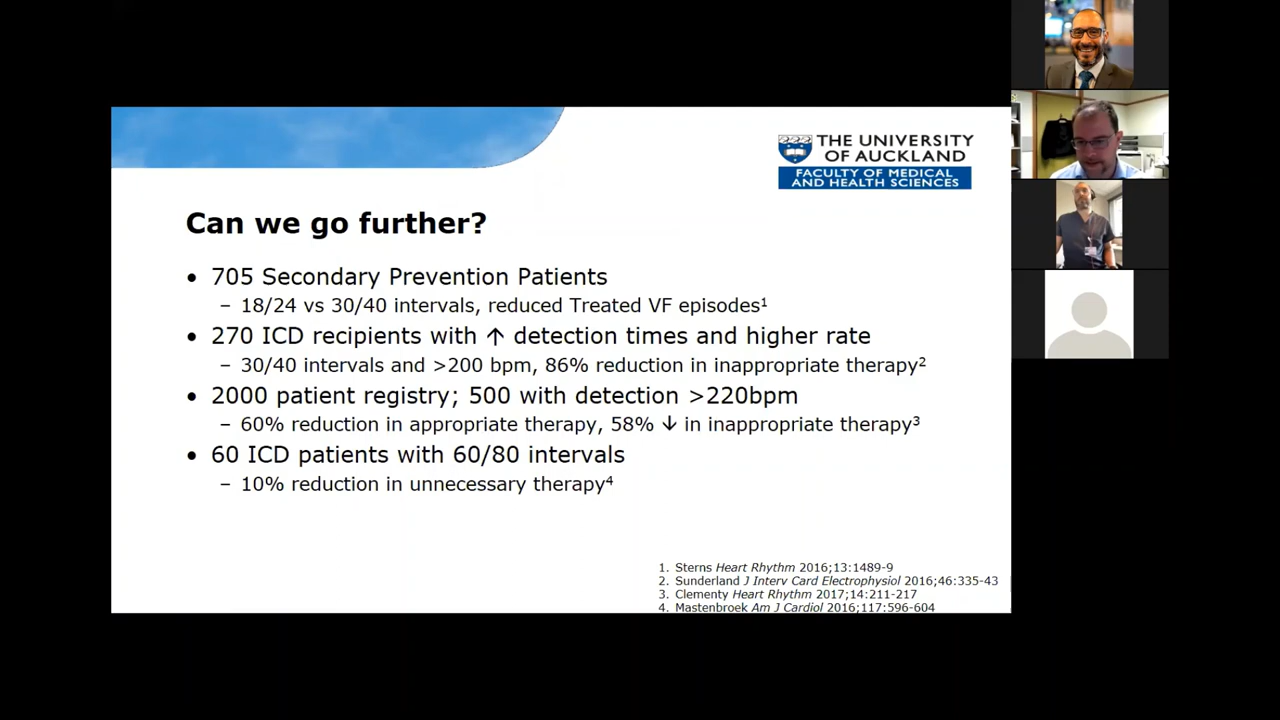 THE UNIVERSITY
OF AUCKLAND
FACULTY OF MEDICAL
AND HEALTH SCIENCES
Can we go further?
• 705 Secondary Prevention Patients
– 18/24 vs 30/40 intervals, reduced Treated VF episodes¹
• 270 ICD recipients with ↑ detection times and higher rate
– 30/40 intervals and >200 bpm, 86% reduction in inappropriate therapy²
• 2000 patient registry; 500 with detection >220bpm
– 60% reduction in appropriate therapy, 58% ↓ in inappropriate therapy³
• 60 ICD patients with 60/80 intervals
– 10% reduction in unnecessary therapy⁴
1. Sterns Heart Rhythm 2016;13:1489-9
2. Sunderland J Interv Card Electrophysiol 2016;46:335-43
3. Clementy Heart Rhythm 2017;14:211-217
4. Mastenbroek Am J Cardiol 2016;117:596-604